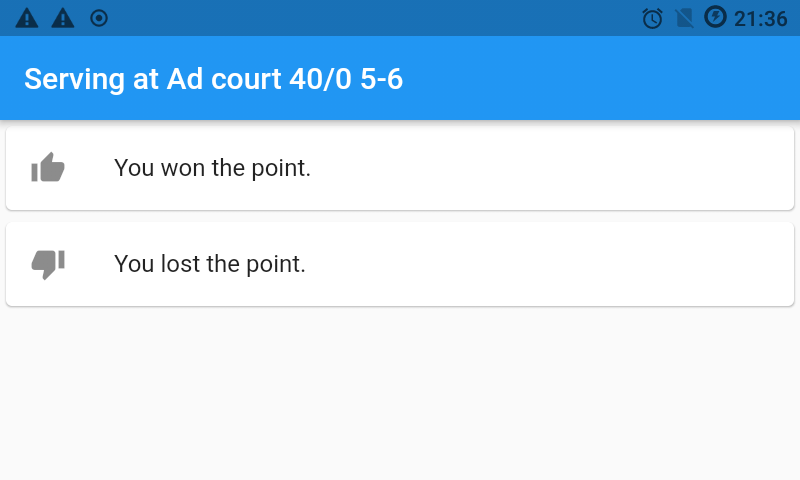 21:36
Serving at Ad court 40/0 5-6
You won the point.
You lost the point.